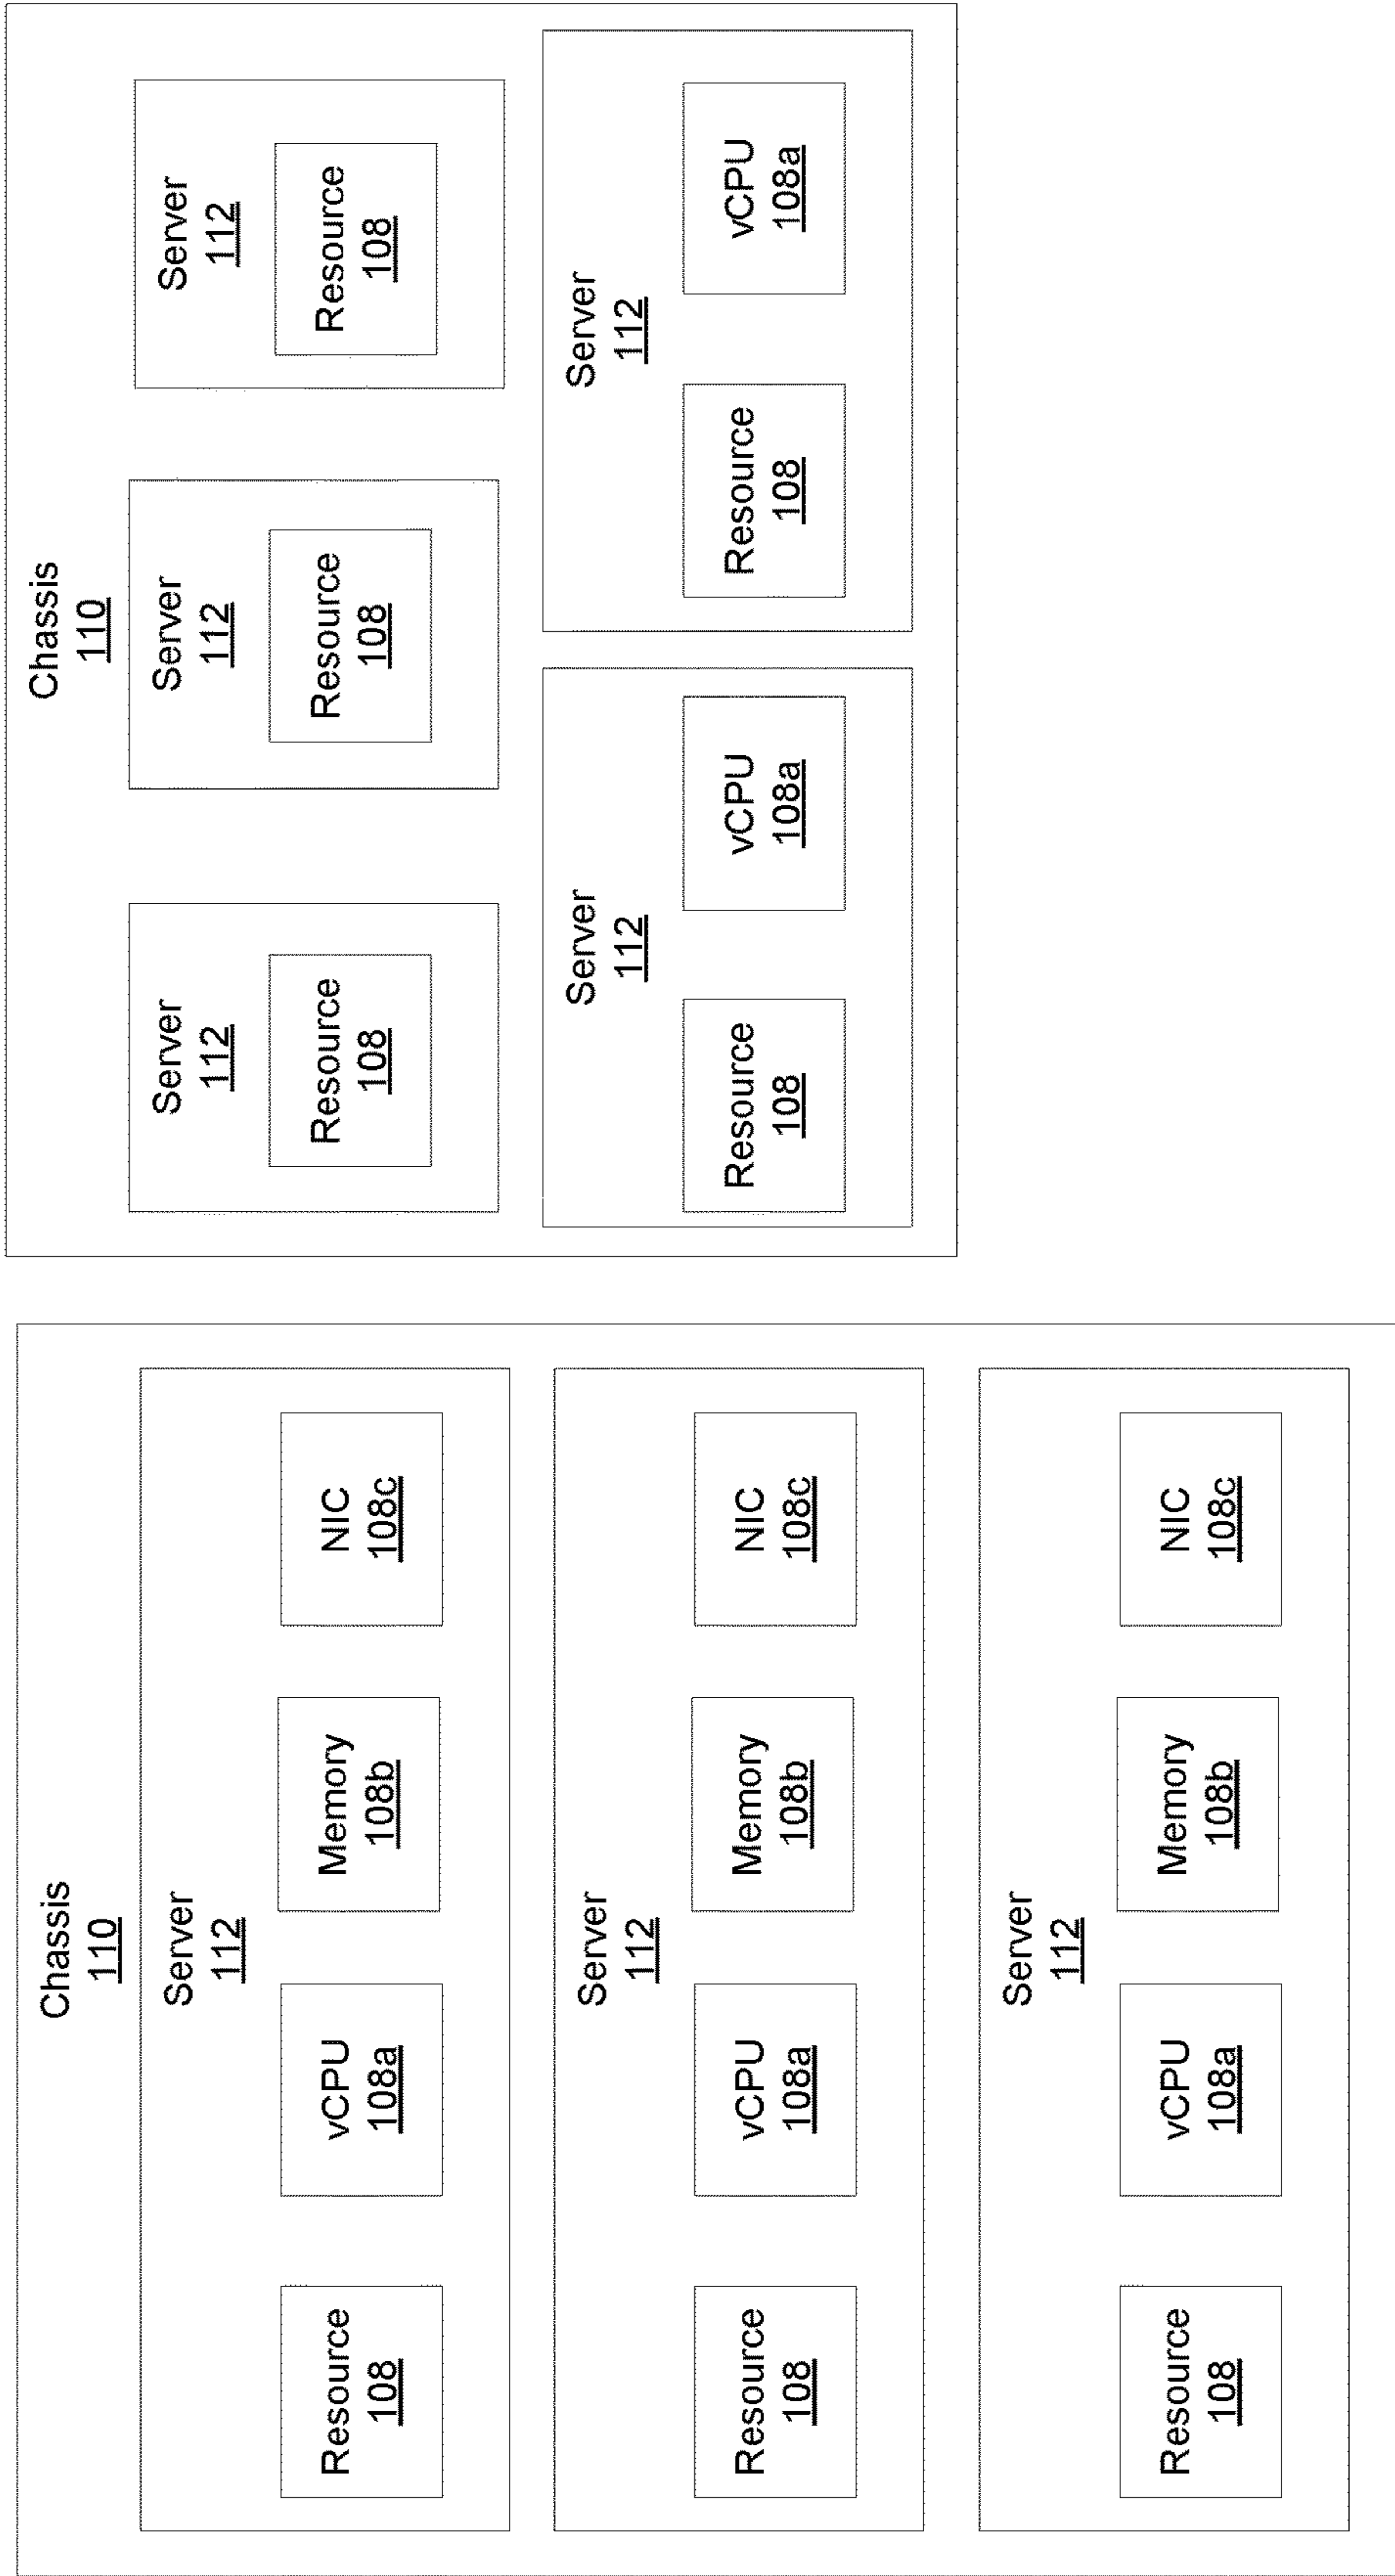 Chassis
110
Server
112
Resource
108
vCPU
108a
Memory
108b
NIC
108c
Server
112
Resource
108
vCPU
108a
Memory
108b
NIC
108c
Server
112
Resource
108
vCPU
108a
Memory
108b
NIC
108c
Chassis
110
Server
112
Resource
108
Server
112
Resource
108
Server
112
Resource
108
Server
112
Resource
108
vCPU
108a
Server
112
Resource
108
vCPU
108a